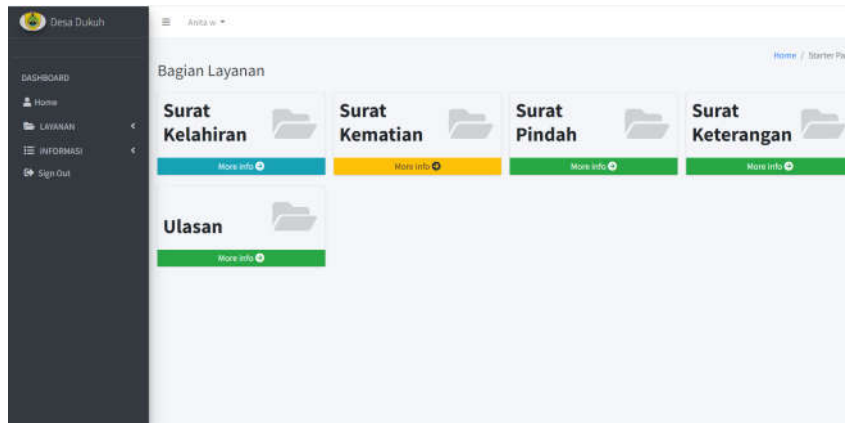 Desa Dukuh
Anita w
Home / Starter Pa
Bagian Layanan
DASHBOARD
Home
LAYANAN
INFORMASI
Sign Out
Surat Kelahiran
More info
Surat Kematian
More info
Surat Pindah
More info
Surat Keterangan
More info
Ulasan
More info